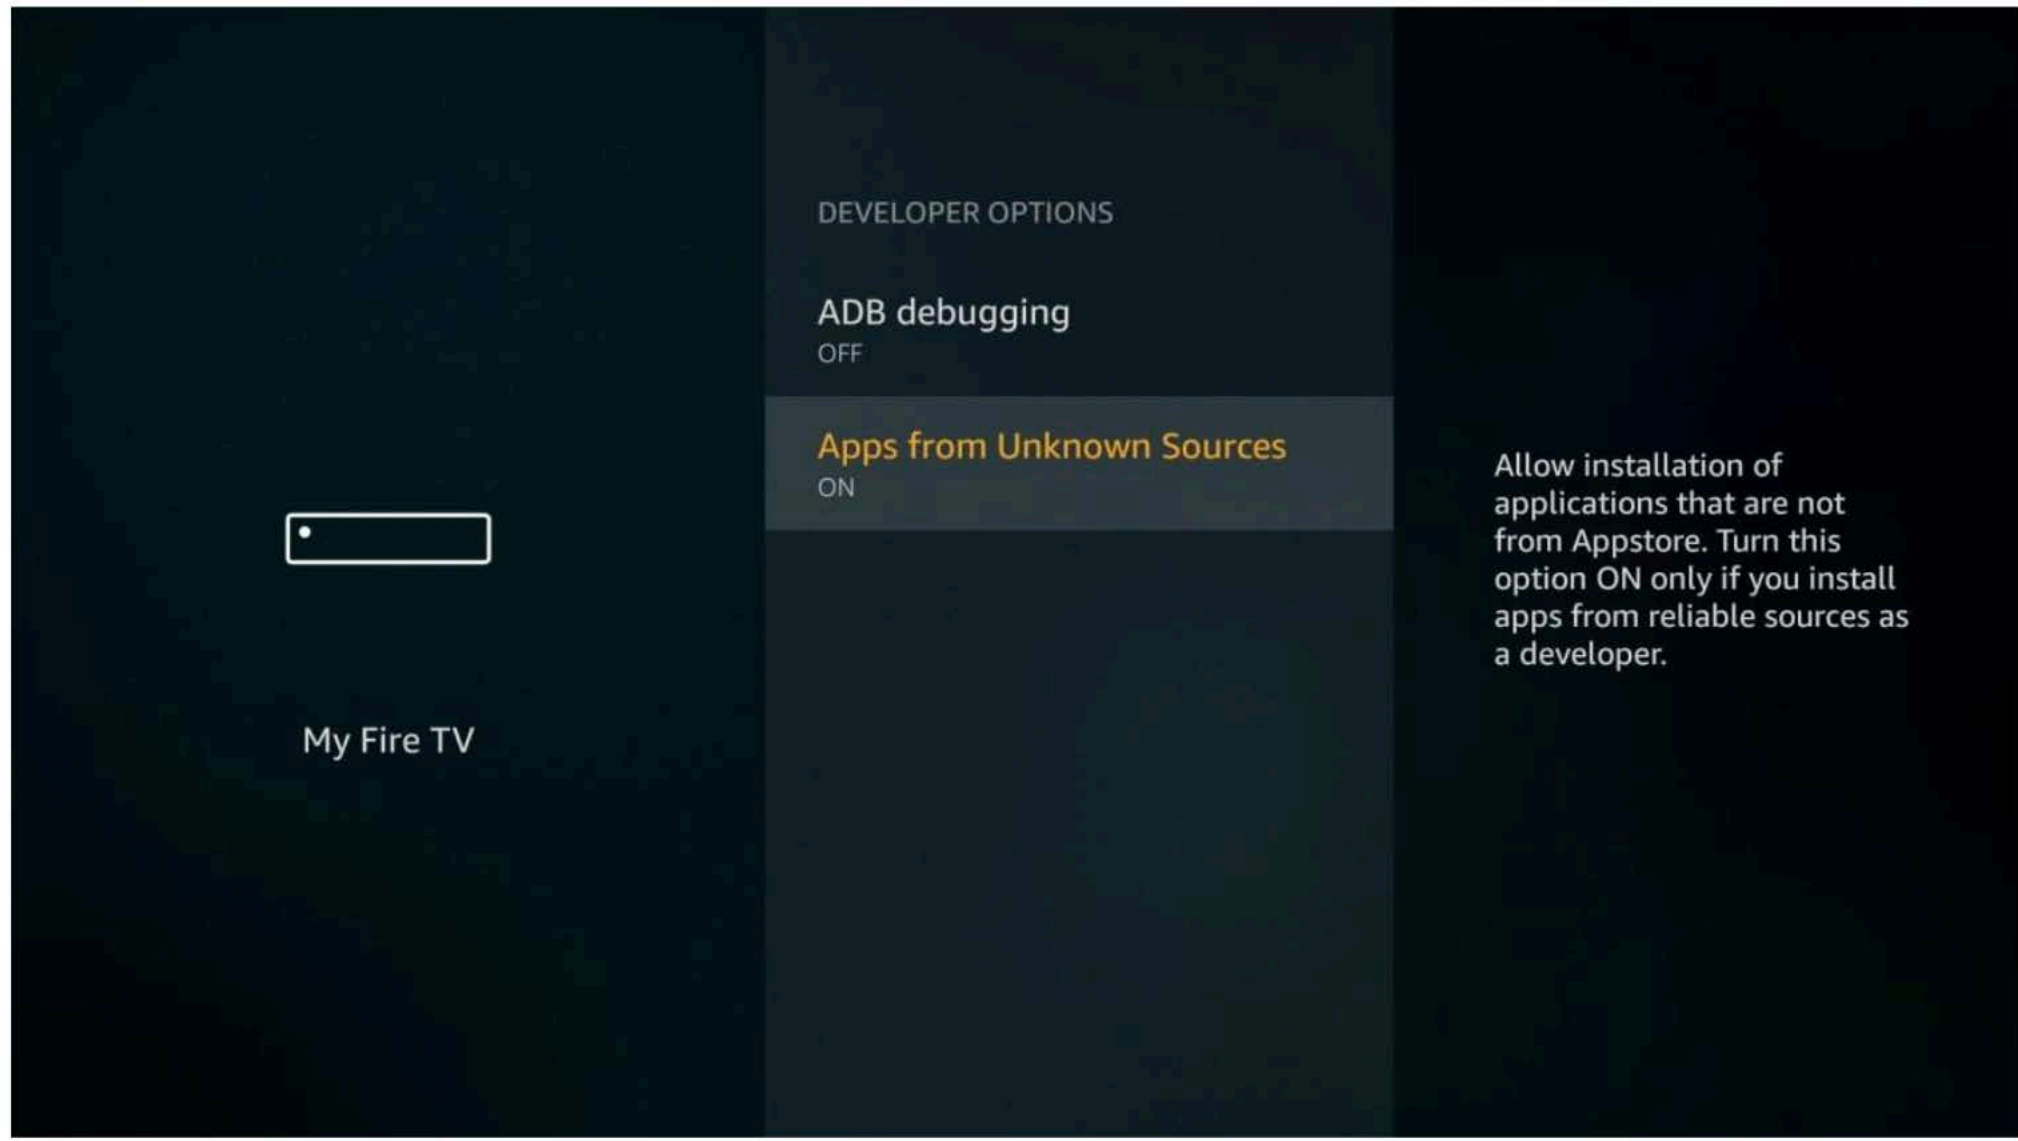 DEVELOPER OPTIONS
ADB debugging
OFF
Apps from Unknown Sources
ON
My Fire TV
Allow installation of
applications that are not
from Appstore. Turn this
option ON only if you install
apps from reliable sources as
a developer.